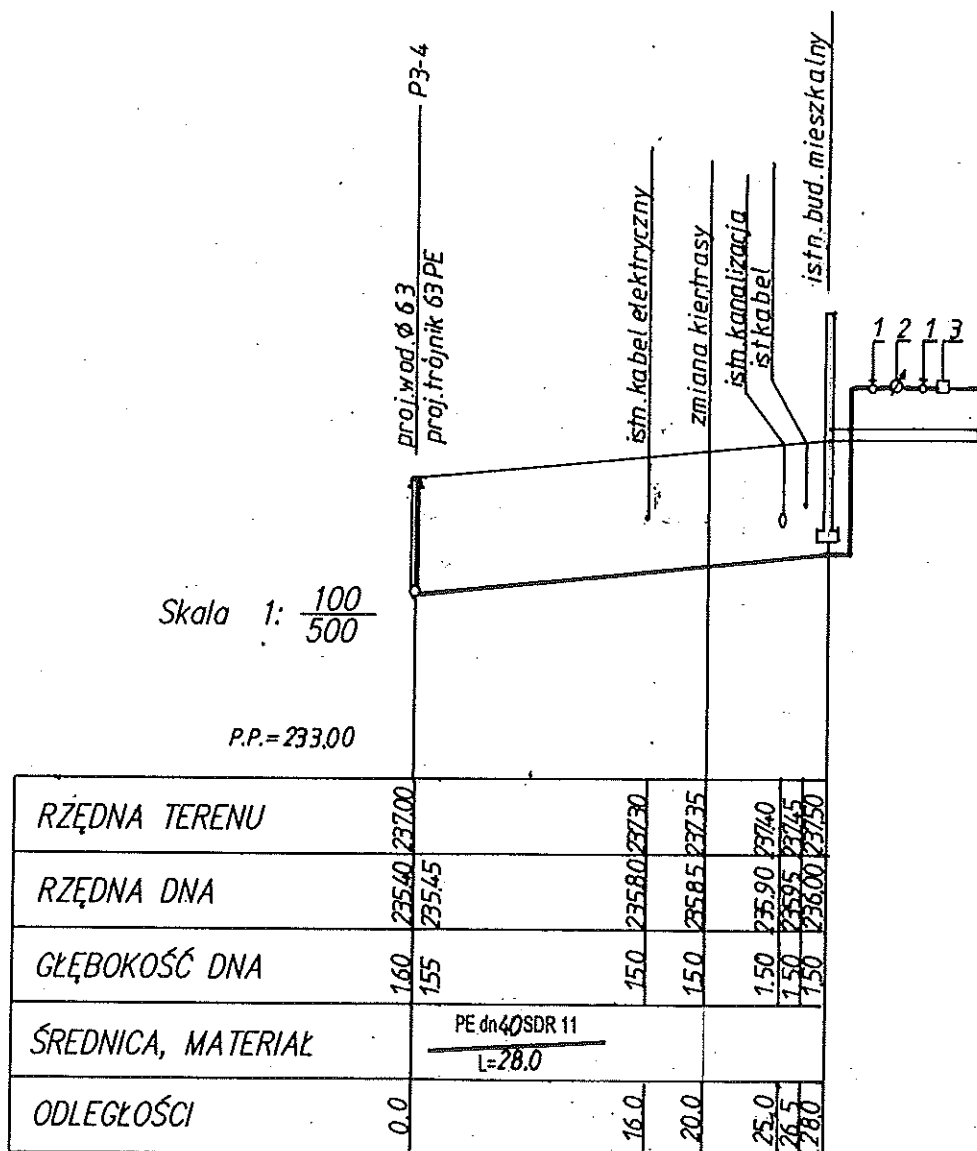 P3-4
proj.wod Ø 63
proj.trójnik 63PE
istn.kabel elektryczny
zmiana kier.trasy
istn.kanalizacja
ist.kabel
istn.bud.mieszkalny
1 2 1 3
Skala 1: 100
500
P.P.=233,00
RZĘDNA TERENU 237.00 237.30 237.35 237.40 237.45 237.50
RZĘDNA DNA 235.40 235.45 235.80 235.85 235.90 235.95 236.00
GŁĘBOKOŚĆ DNA 1.60 1.55 1.50 1.50 1.50 1.50 1.50
ŚREDNICA, MATERIAŁ PE dn40 SDR 11
L=28.0
ODLEGŁOŚCI 0.0 16.0 20.0 25.0 26.5 28.0